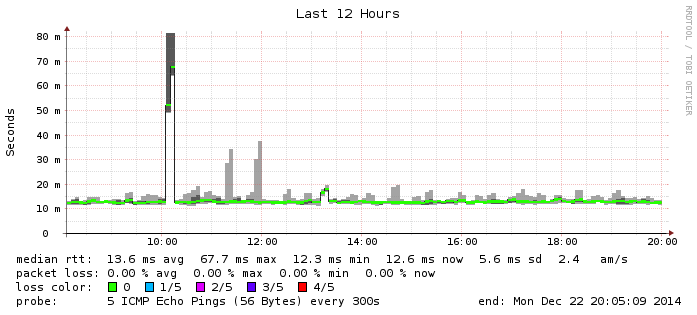 Last 12 Hours
RRDTOOL / TOBI OETIKER
Seconds
80 m
70 m
60 m
50 m
40 m
30 m
20 m
10 m
0
10:00 12:00 14:00 16:00 18:00 20:00
median rtt: 13.6 ms avg 67.7 ms max 12.3 ms min 12.6 ms now 5.6 ms sd 2.4 am/s
packet loss: 0.00 % avg 0.00 % max 0.00 % min 0.00 % now
loss color: 0 1/5 2/5 3/5 4/5
probe: 5 ICMP Echo Pings (56 Bytes) every 300s end: Mon Dec 22 20:05:09 2014